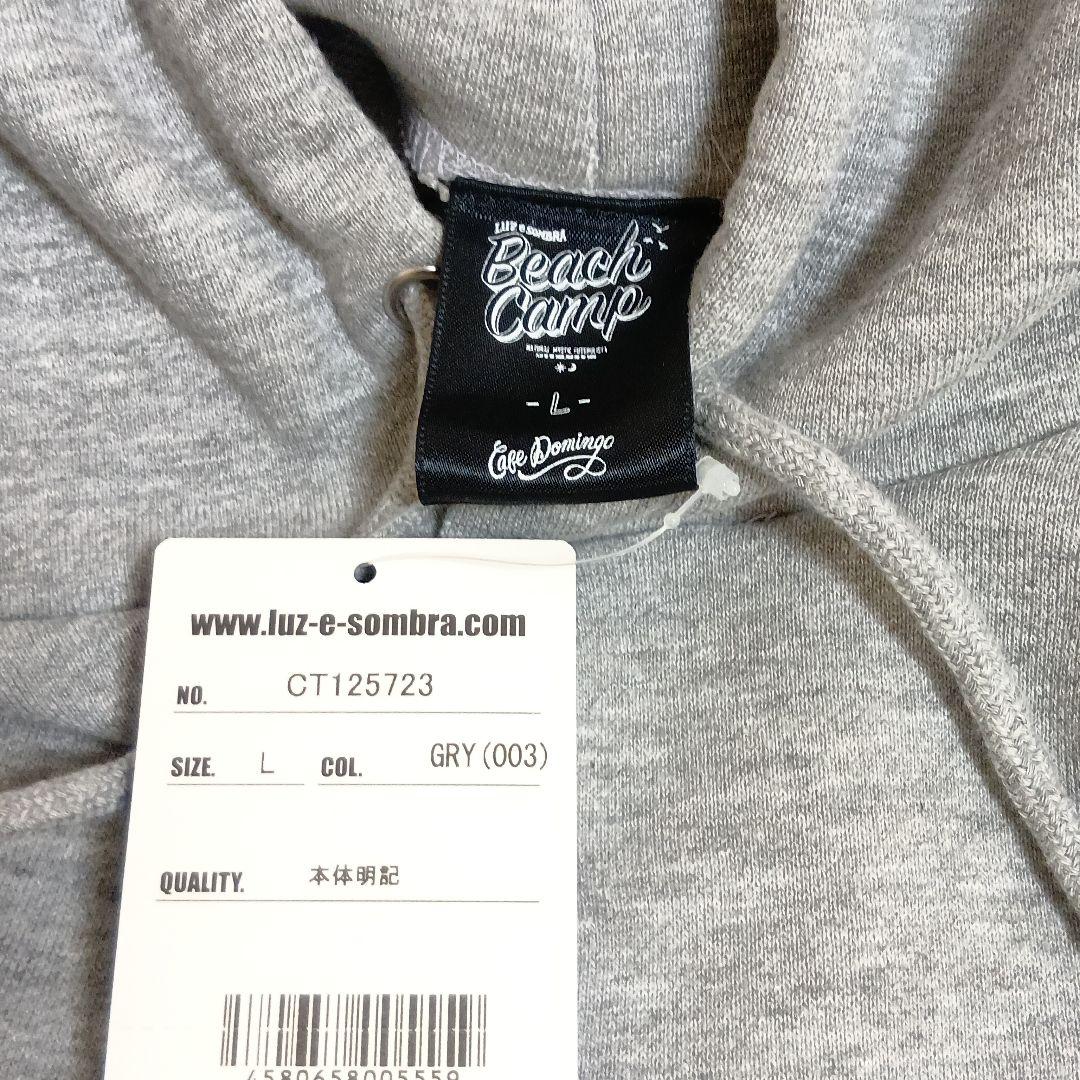 LUZ e SOMBRA
Beach
Camp
- L -
Cafe Domingo
www.luz-e-sombra.com
NO. CT125723
SIZE. L COL. GRY(003)
QUALITY. 本体明記
4580658005559